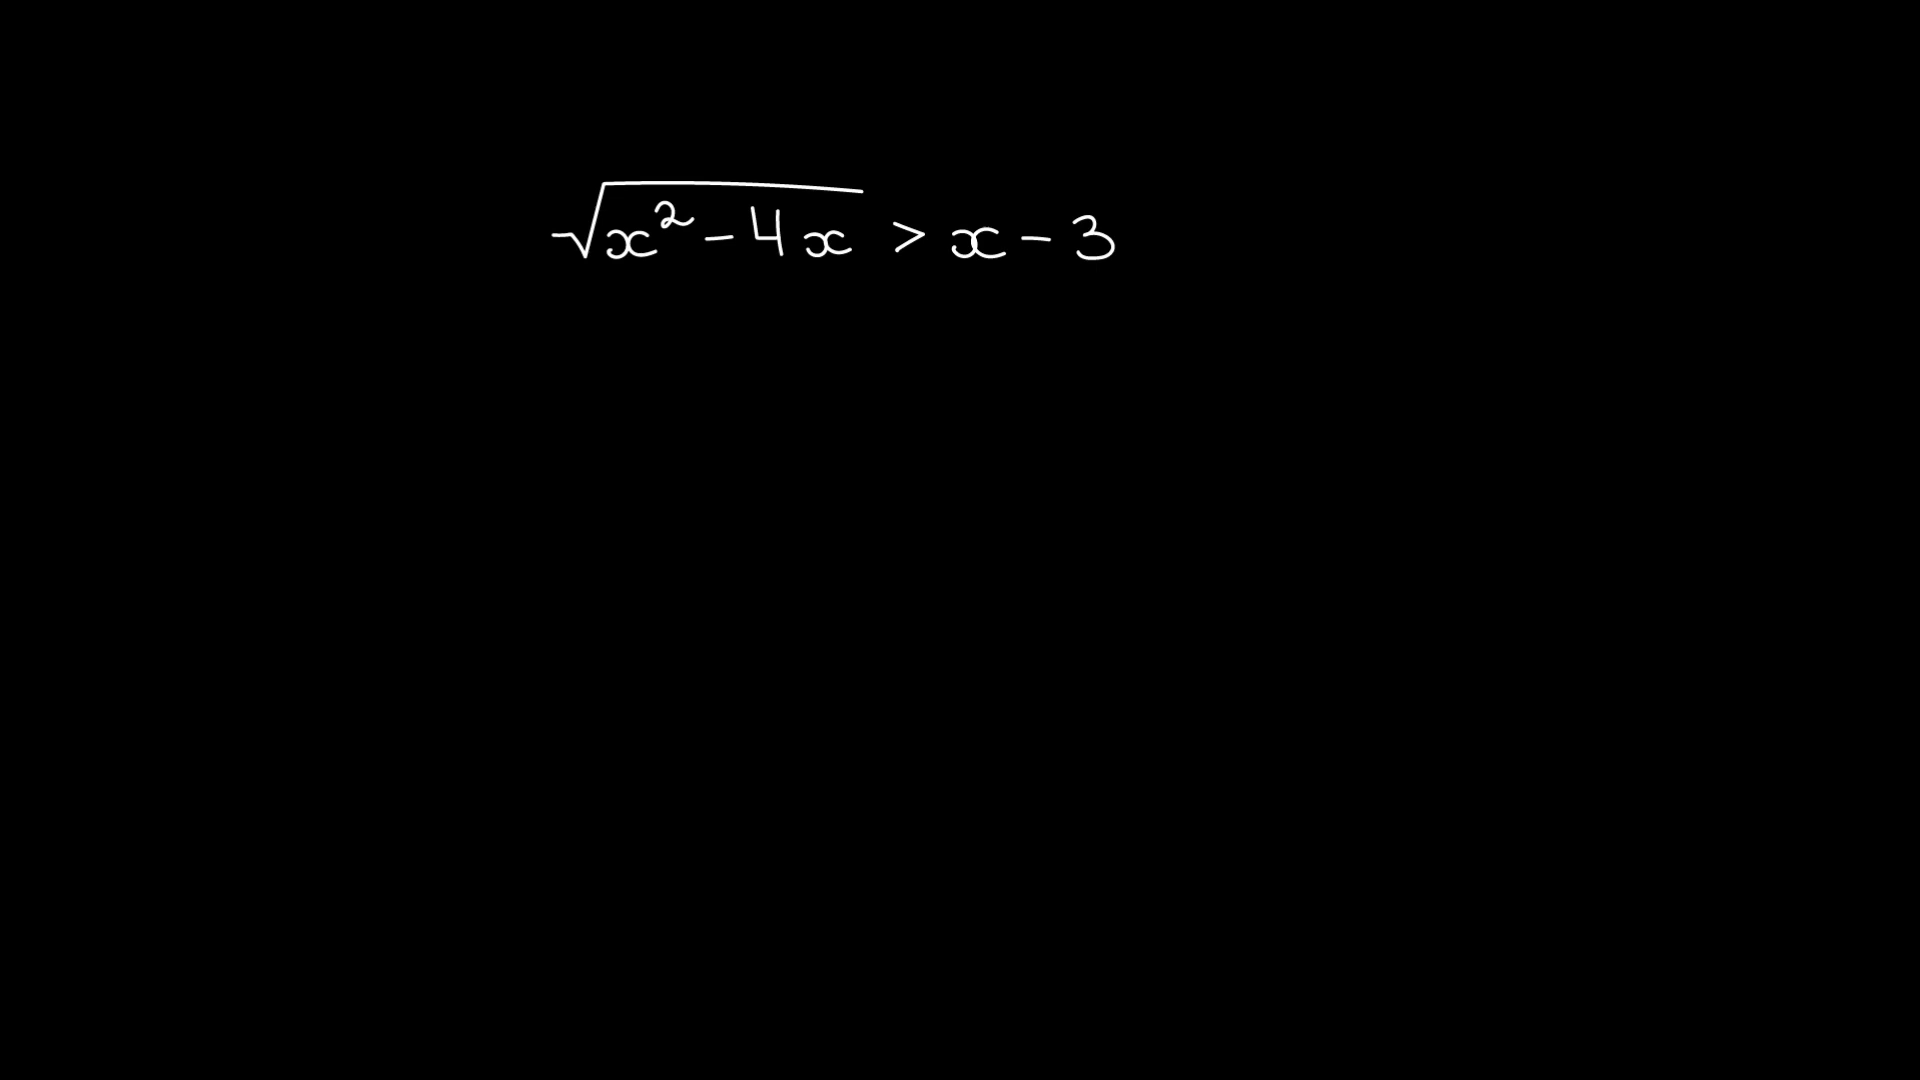 √(x² - 4x) > x - 3